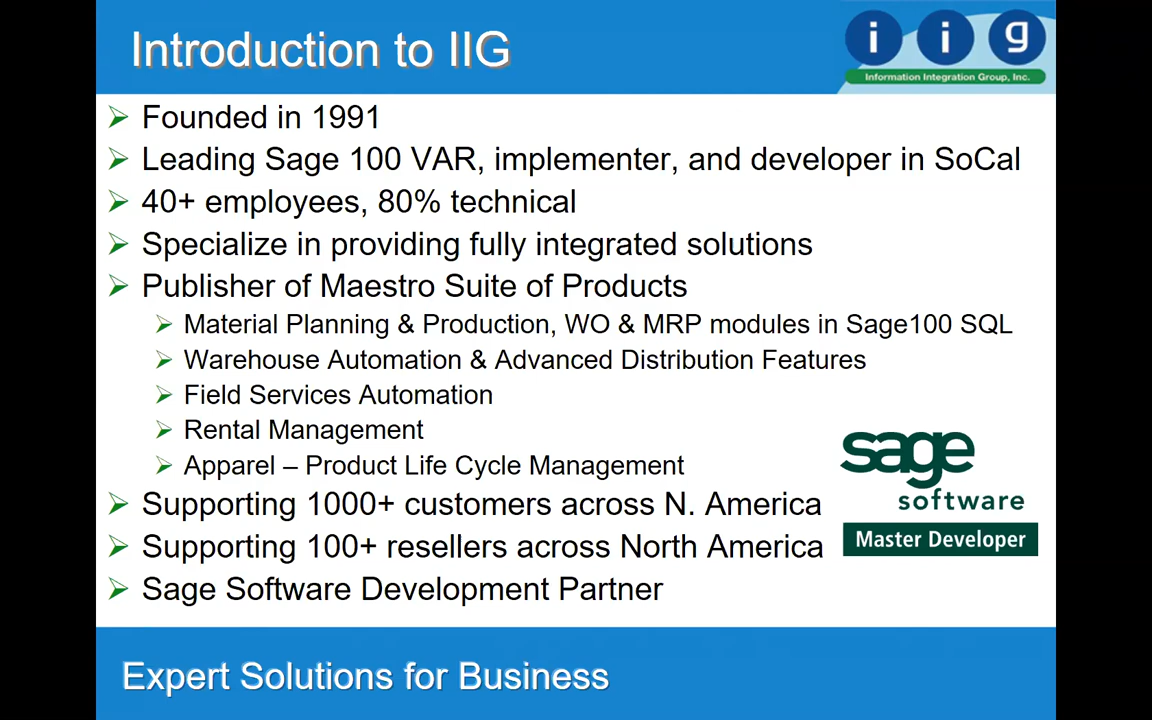 Introduction to IIG
iig
Information Integration Group, Inc.
Founded in 1991
Leading Sage 100 VAR, implementer, and developer in SoCal
40+ employees, 80% technical
Specialize in providing fully integrated solutions
Publisher of Maestro Suite of Products
Material Planning & Production, WO & MRP modules in Sage100 SQL
Warehouse Automation & Advanced Distribution Features
Field Services Automation
Rental Management
Apparel – Product Life Cycle Management
Supporting 1000+ customers across N. America
Supporting 100+ resellers across North America
Sage Software Development Partner
sage
software
Master Developer
Expert Solutions for Business